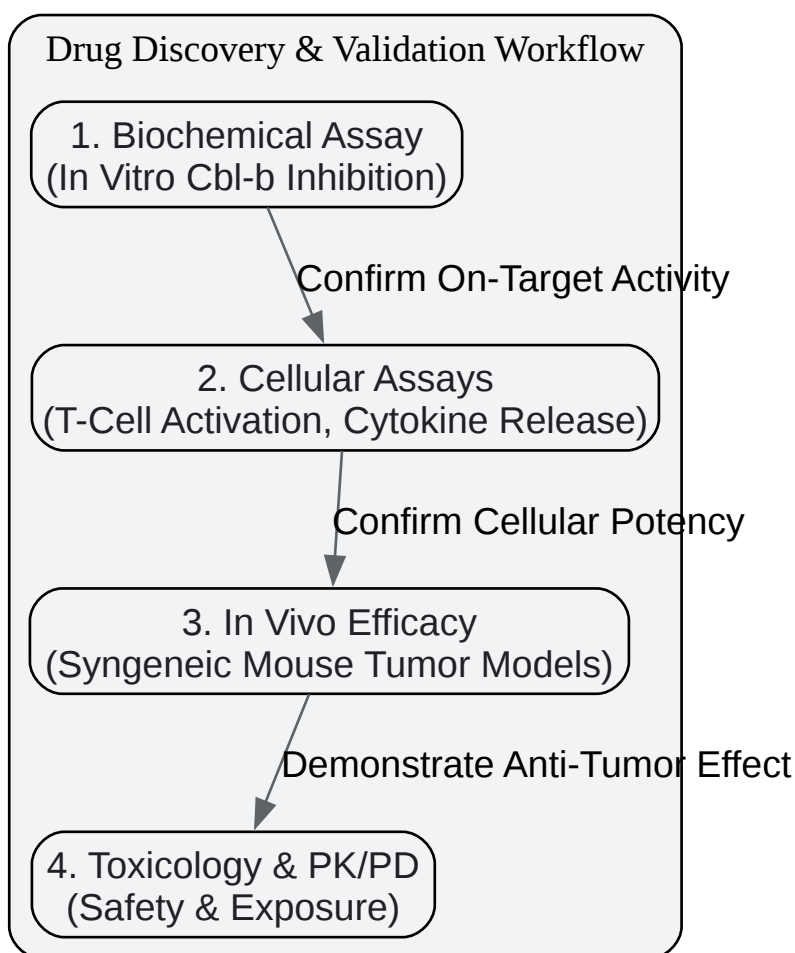 Drug Discovery & Validation Workflow
1. Biochemical Assay
(In Vitro Cbl-b Inhibition)
Confirm On-Target Activity
2. Cellular Assays
(T-Cell Activation, Cytokine Release)
Confirm Cellular Potency
3. In Vivo Efficacy
(Syngeneic Mouse Tumor Models)
Demonstrate Anti-Tumor Effect
4. Toxicology & PK/PD
(Safety & Exposure)